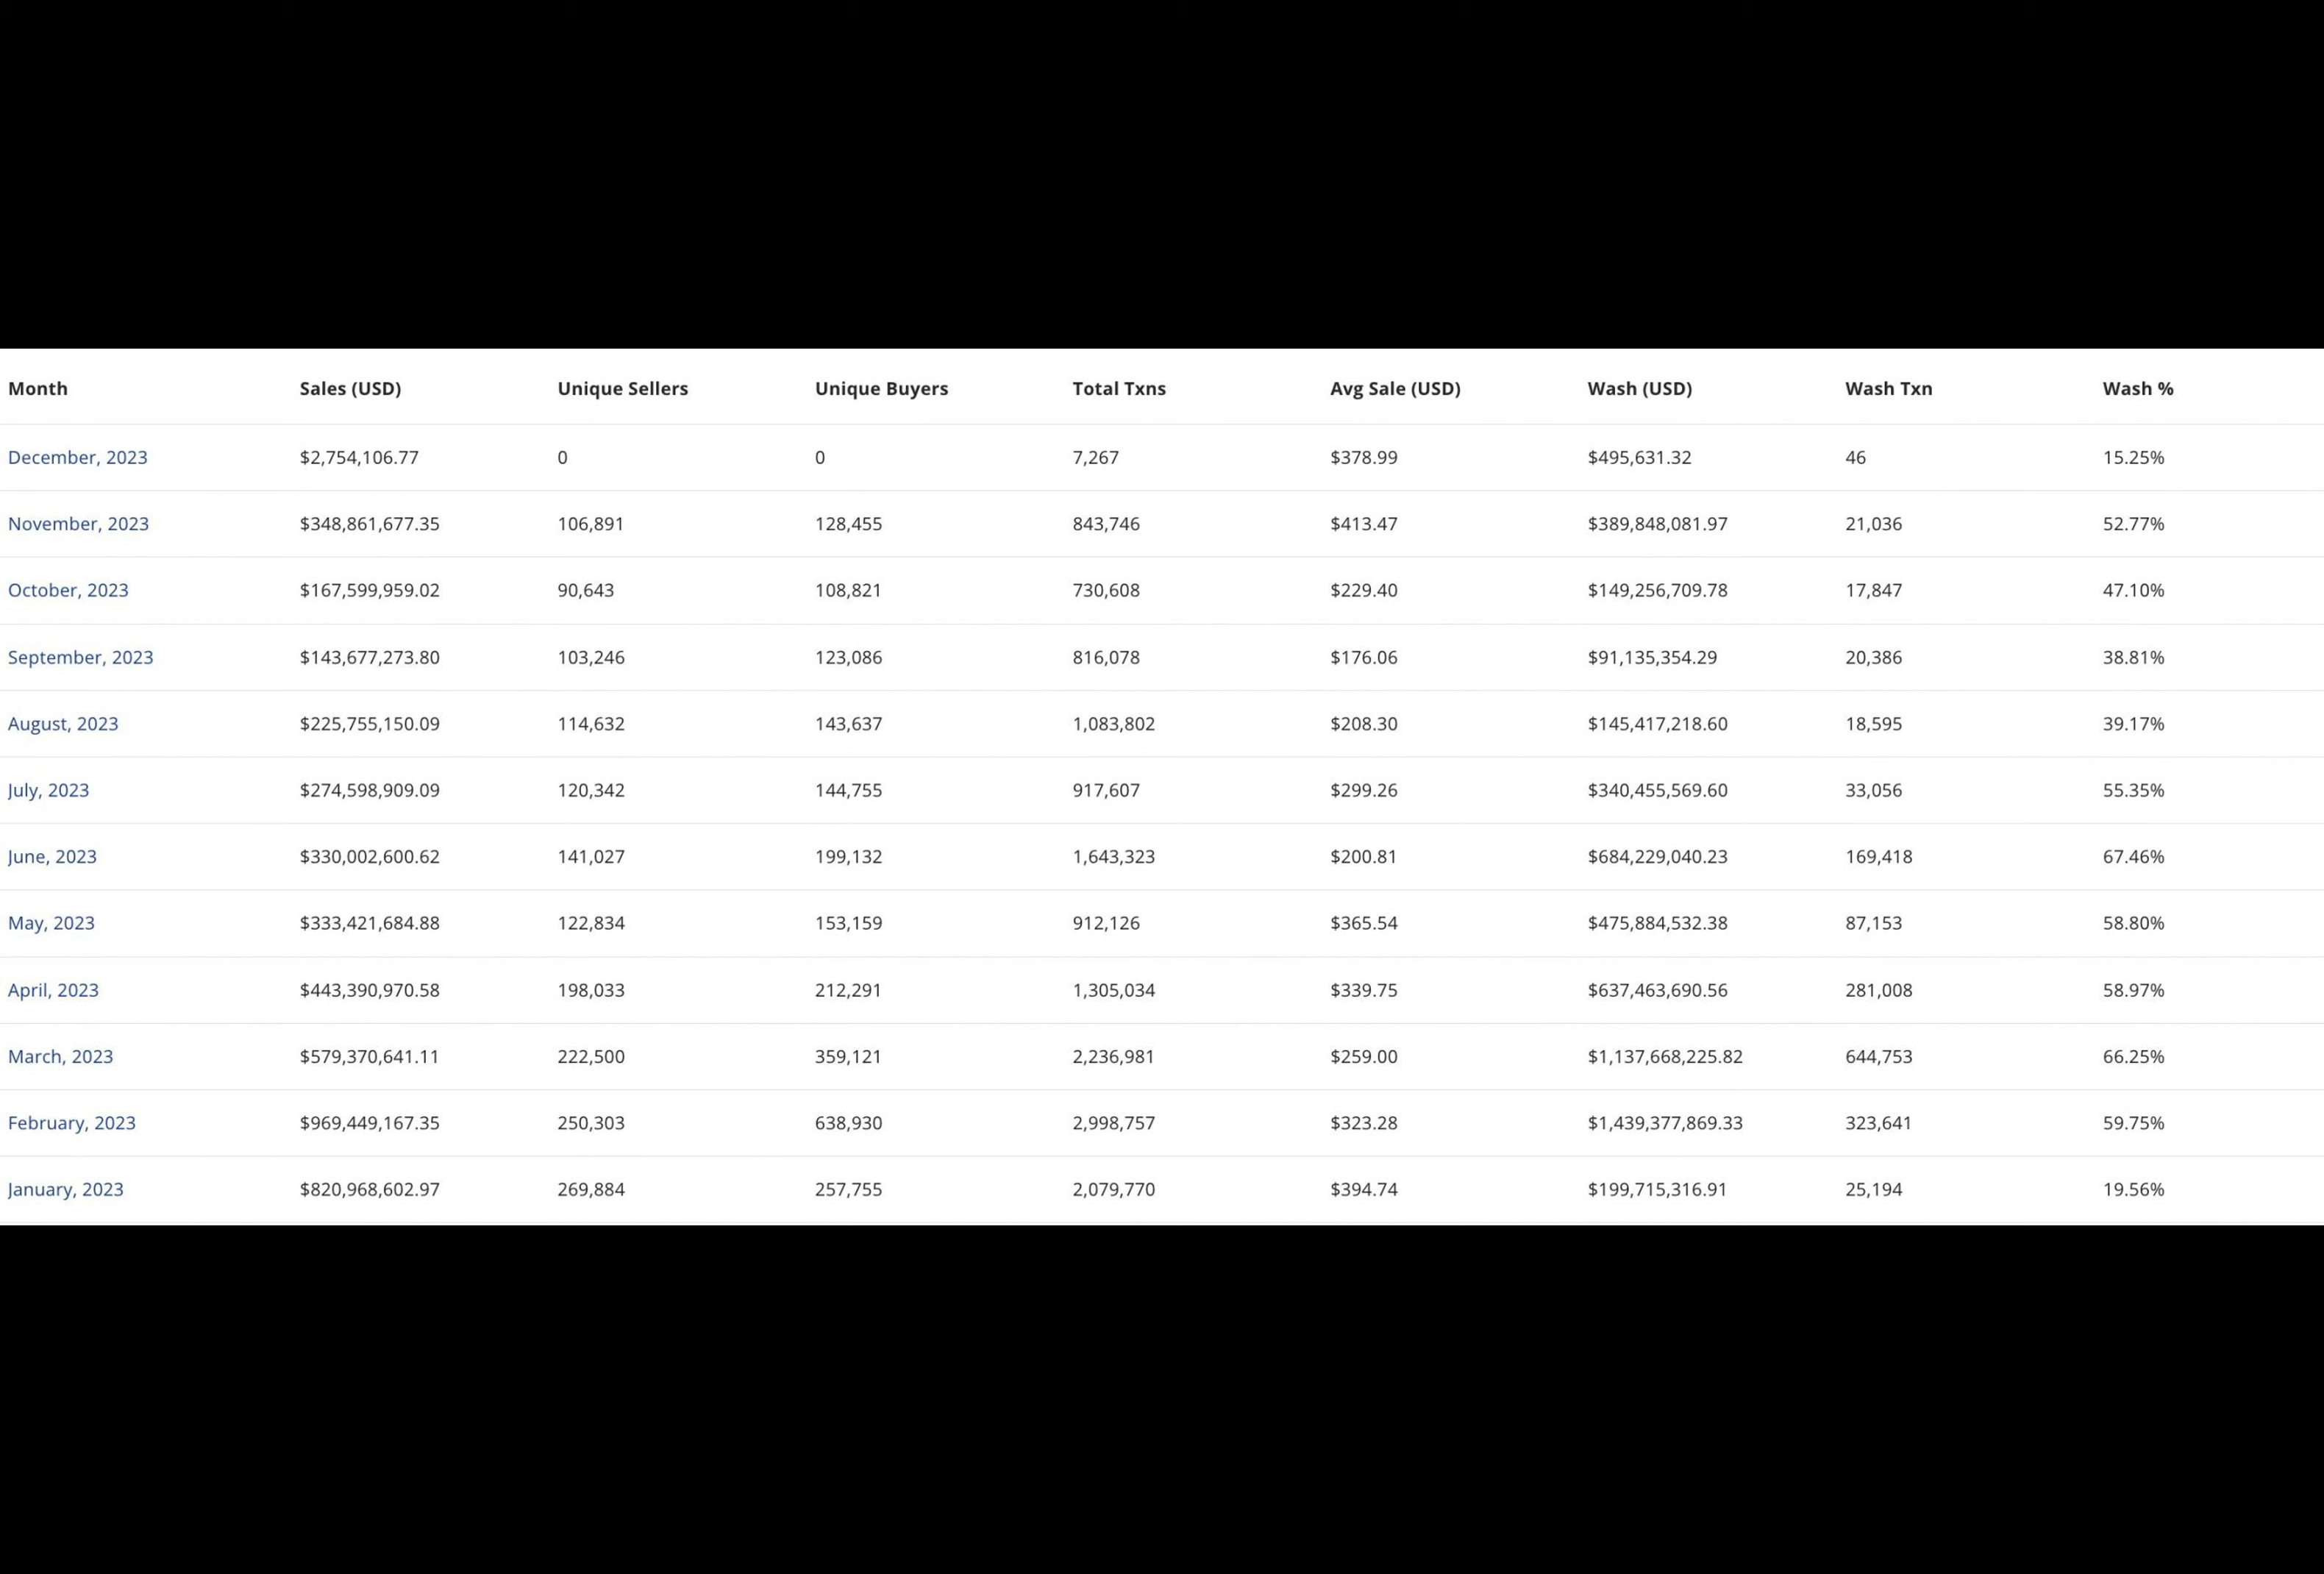 Month Sales (USD) Unique Sellers Unique Buyers Total Txns Avg Sale (USD) Wash (USD) Wash Txn Wash %
December, 2023 $2,754,106.77 0 0 7,267 $378.99 $495,631.32 46 15.25%
November, 2023 $348,861,677.35 106,891 128,455 843,746 $413.47 $389,848,081.97 21,036 52.77%
October, 2023 $167,599,959.02 90,643 108,821 730,608 $229.40 $149,256,709.78 17,847 47.10%
September, 2023 $143,677,273.80 103,246 123,086 816,078 $176.06 $91,135,354.29 20,386 38.81%
August, 2023 $225,755,150.09 114,632 143,637 1,083,802 $208.30 $145,417,218.60 18,595 39.17%
July, 2023 $274,598,909.09 120,342 144,755 917,607 $299.26 $340,455,569.60 33,056 55.35%
June, 2023 $330,002,600.62 141,027 199,132 1,643,323 $200.81 $684,229,040.23 169,418 67.46%
May, 2023 $333,421,684.88 122,834 153,159 912,126 $365.54 $475,884,532.38 87,153 58.80%
April, 2023 $443,390,970.58 198,033 212,291 1,305,034 $339.75 $637,463,690.56 281,008 58.97%
March, 2023 $579,370,641.11 222,500 359,121 2,236,981 $259.00 $1,137,668,225.82 644,753 66.25%
February, 2023 $969,449,167.35 250,303 638,930 2,998,757 $323.28 $1,439,377,869.33 323,641 59.75%
January, 2023 $820,968,602.97 269,884 257,755 2,079,770 $394.74 $199,715,316.91 25,194 19.56%